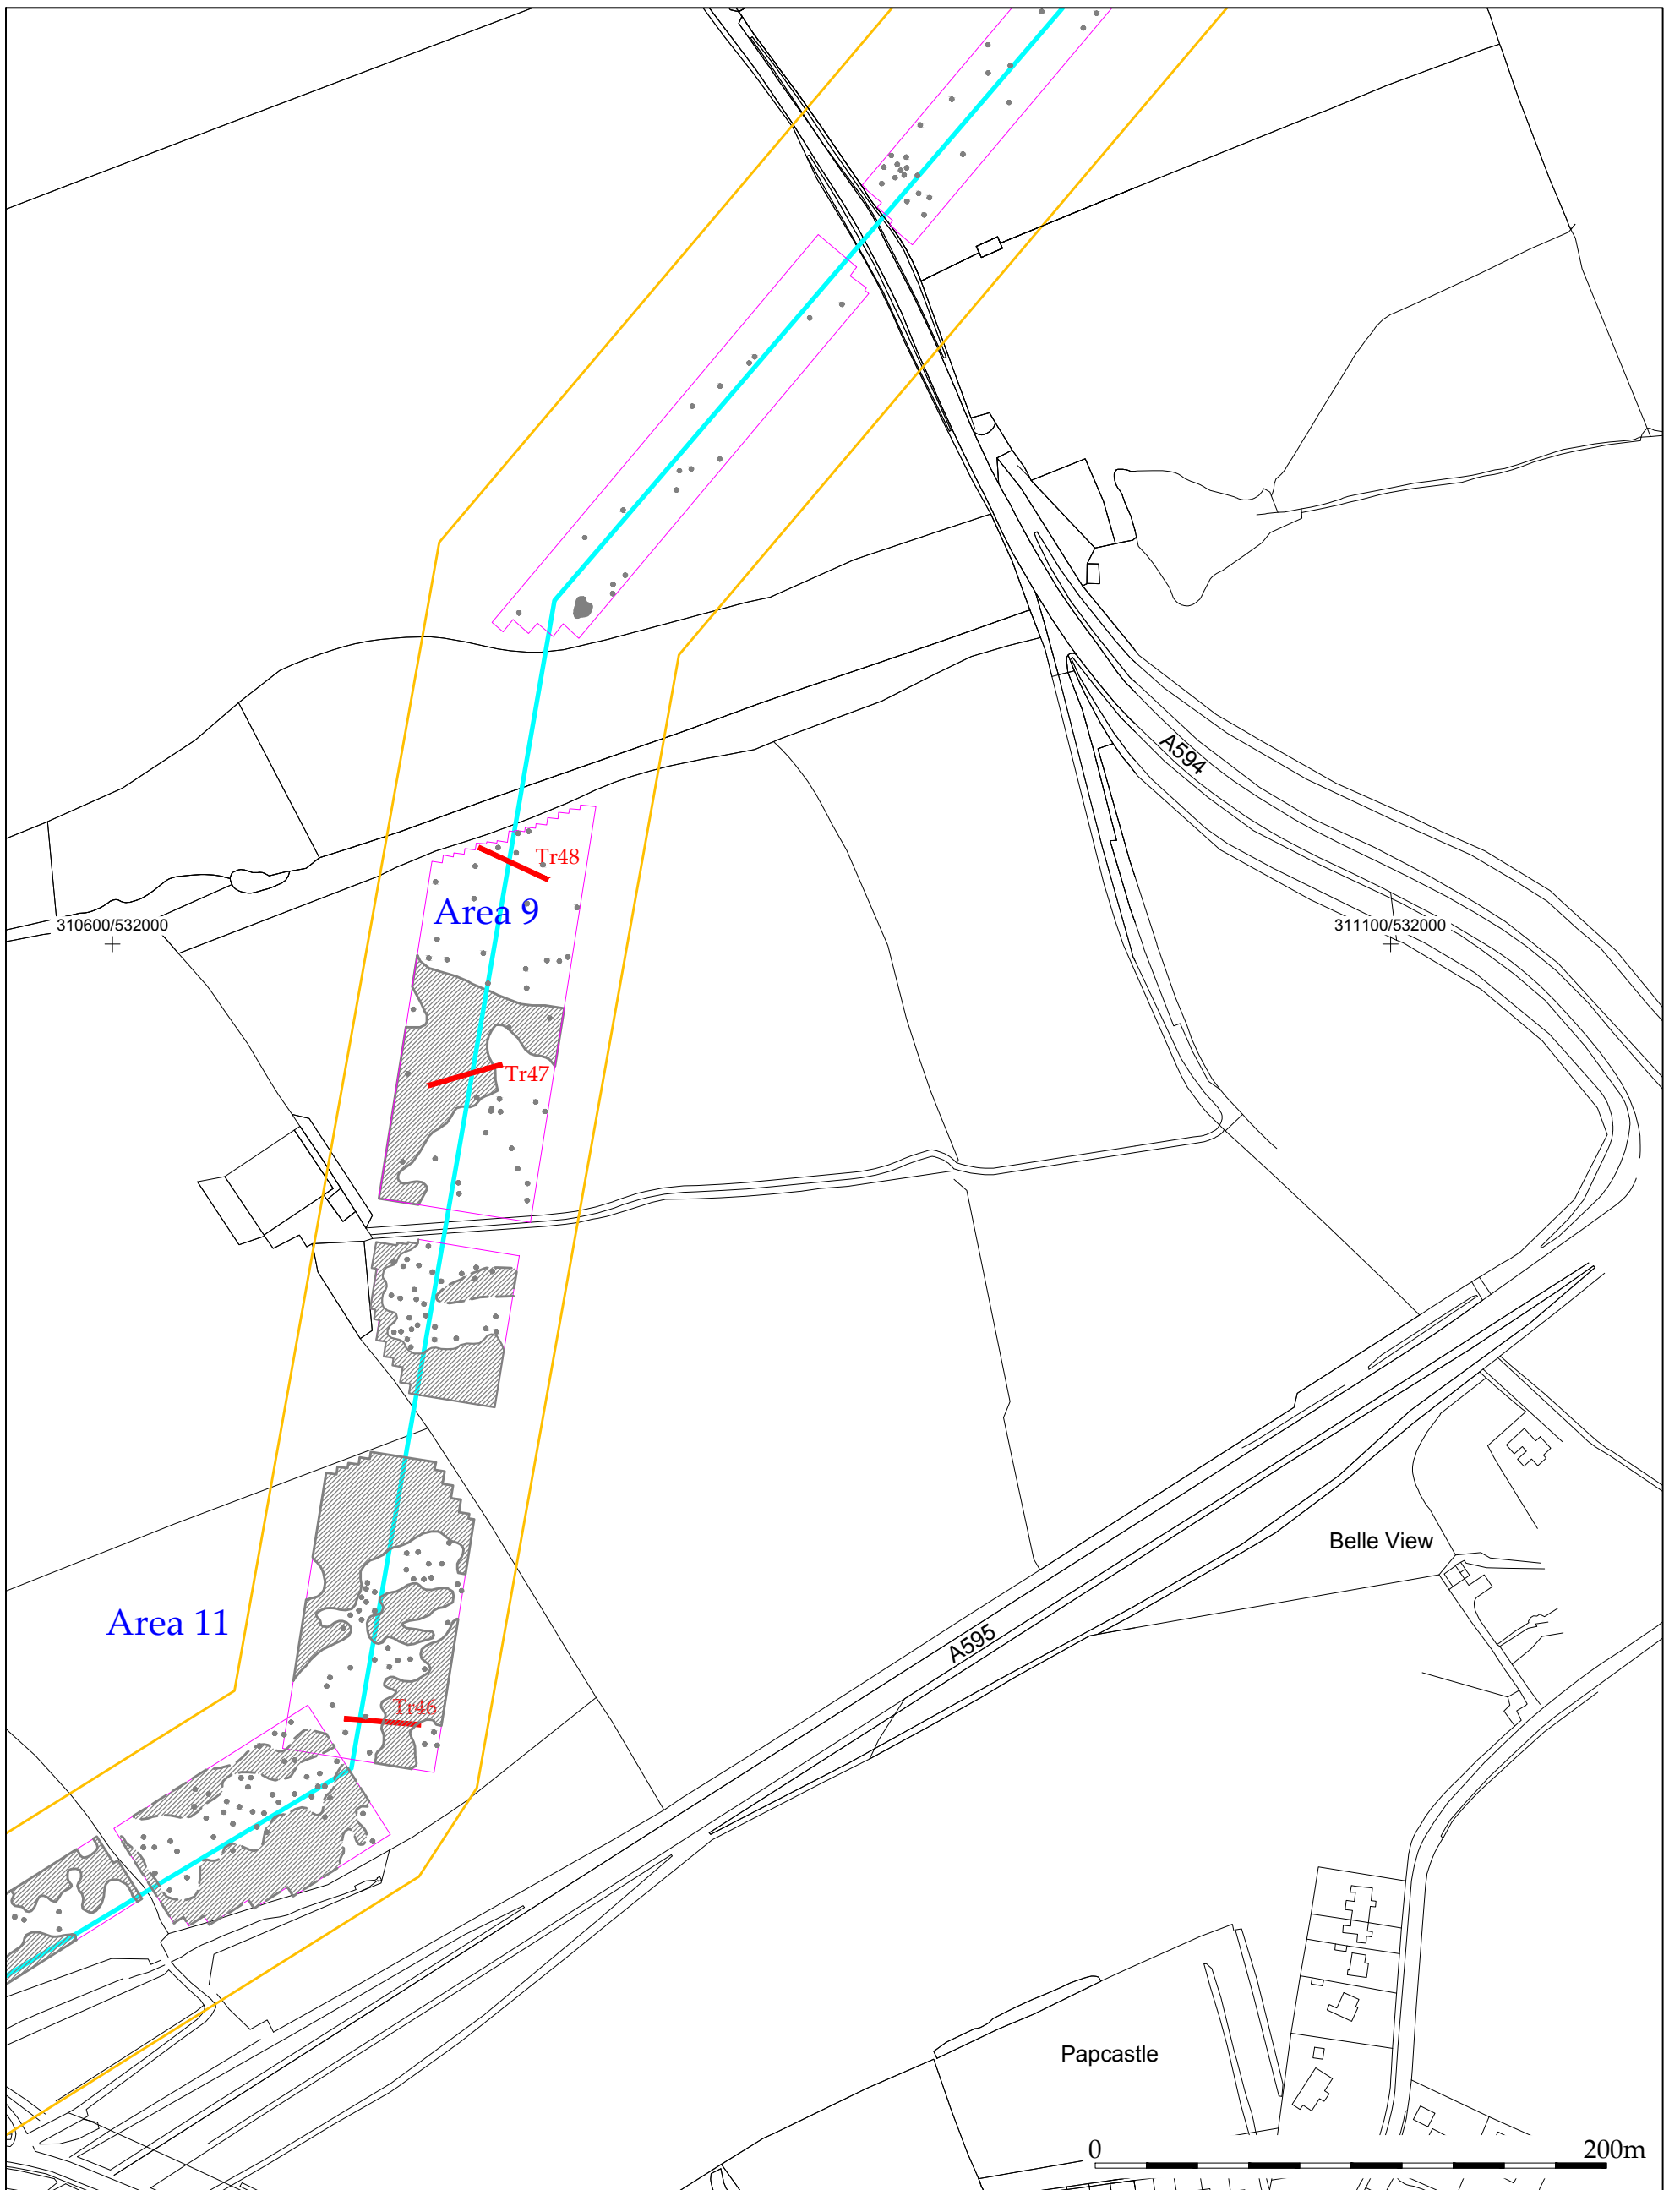 A594
Tr48
Area 9
310600/532000
311100/532000
Tr47
Belle View
Area 11
A595
Tr46
Papcastle
0
200m